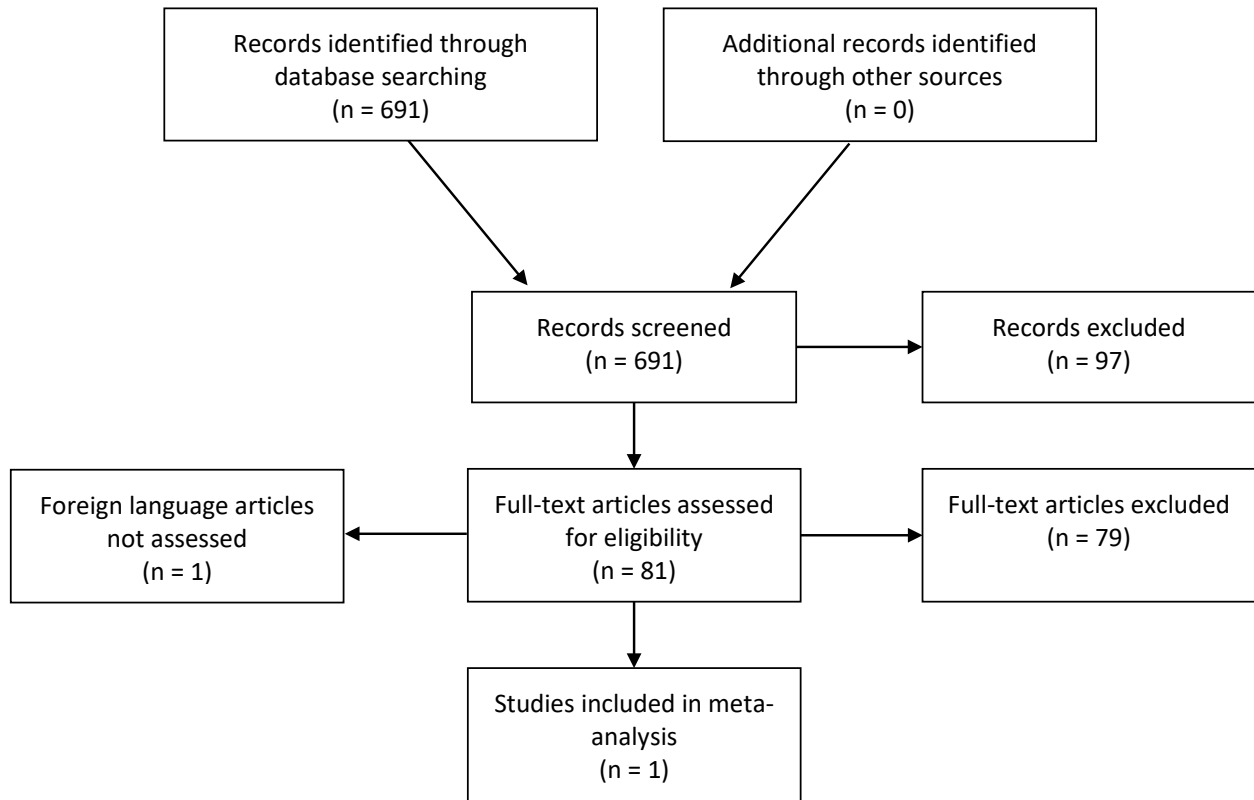 Records identified through
database searching
(n = 691)
Additional records identified
through other sources
(n = 0)
Records screened
(n = 691)
Records excluded
(n = 97)
Foreign language articles
not assessed
(n = 1)
Full-text articles assessed
for eligibility
(n = 81)
Full-text articles excluded
(n = 79)
Studies included in meta-
analysis
(n = 1)